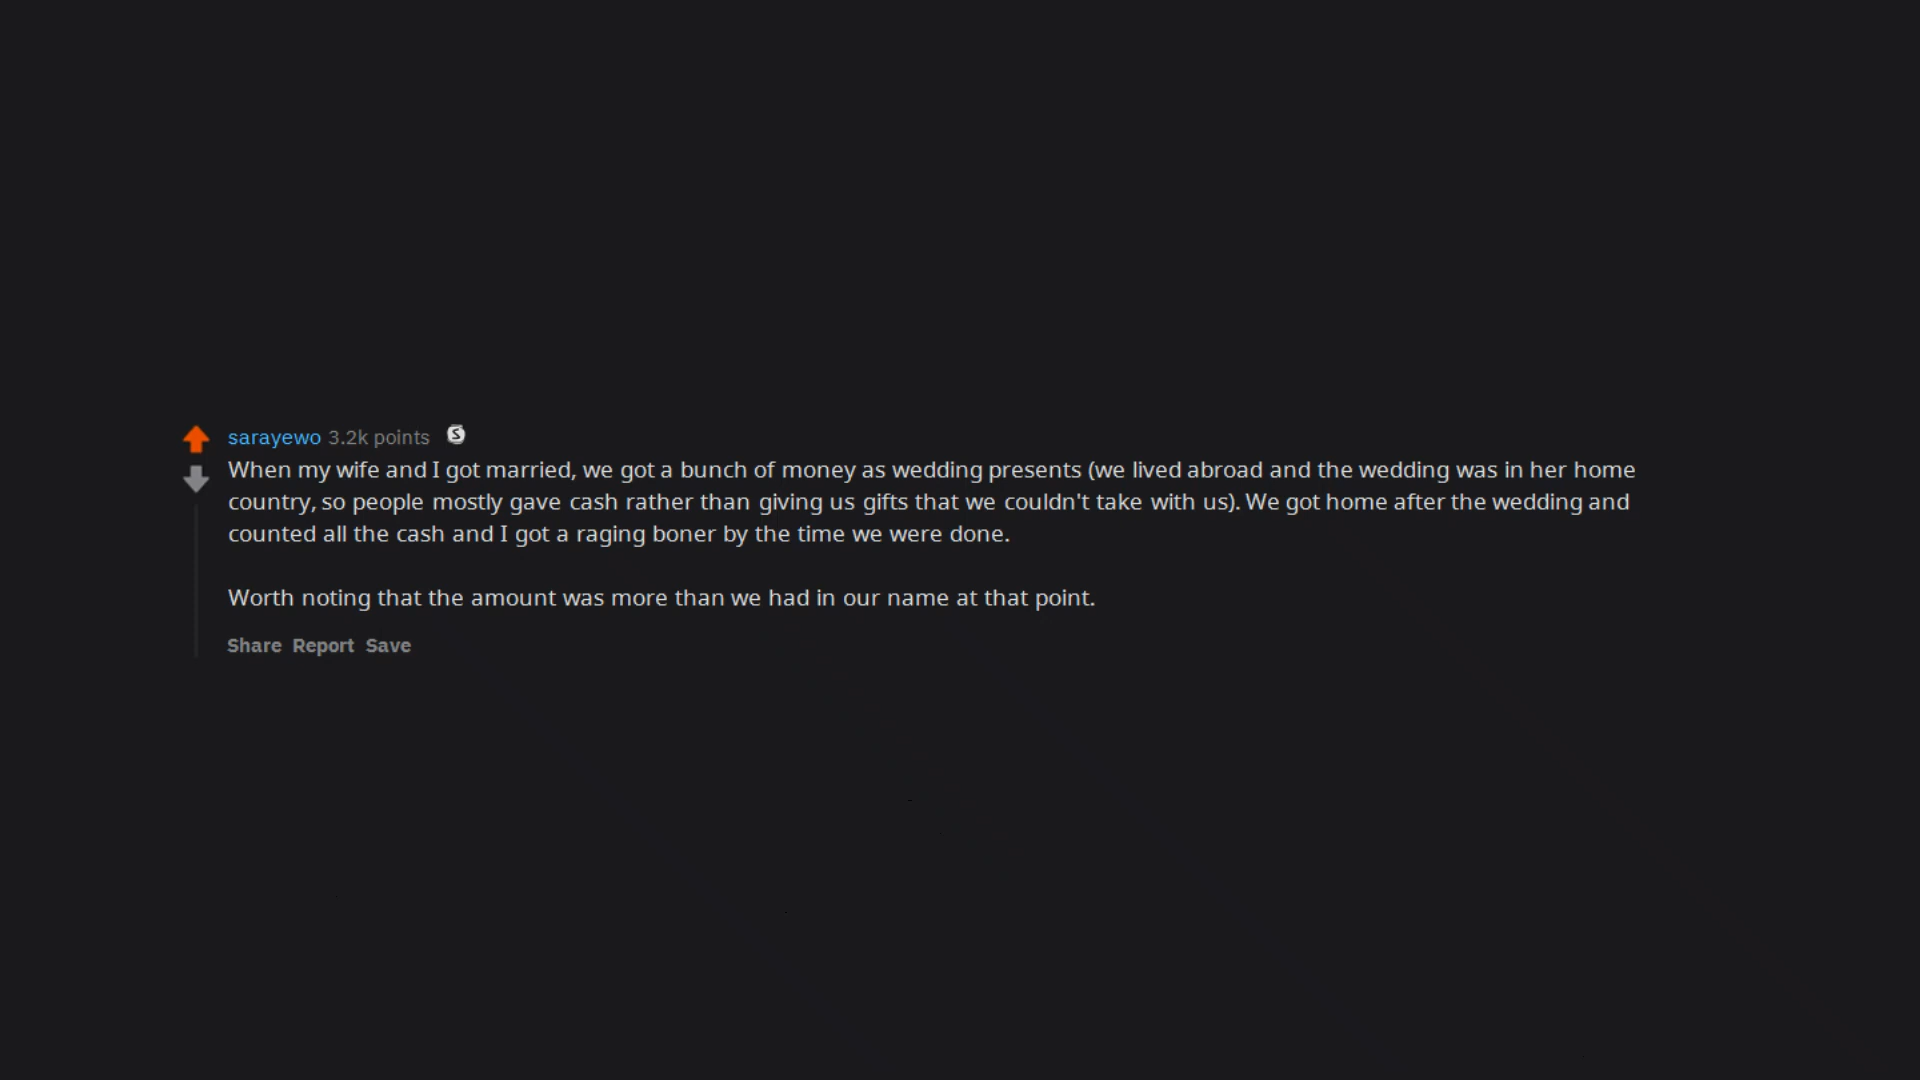 sarayewo 3.2k points S
When my wife and I got married, we got a bunch of money as wedding presents (we lived abroad and the wedding was in her home
country, so people mostly gave cash rather than giving us gifts that we couldn't take with us). We got home after the wedding and
counted all the cash and I got a raging boner by the time we were done.
Worth noting that the amount was more than we had in our name at that point.
Share Report Save